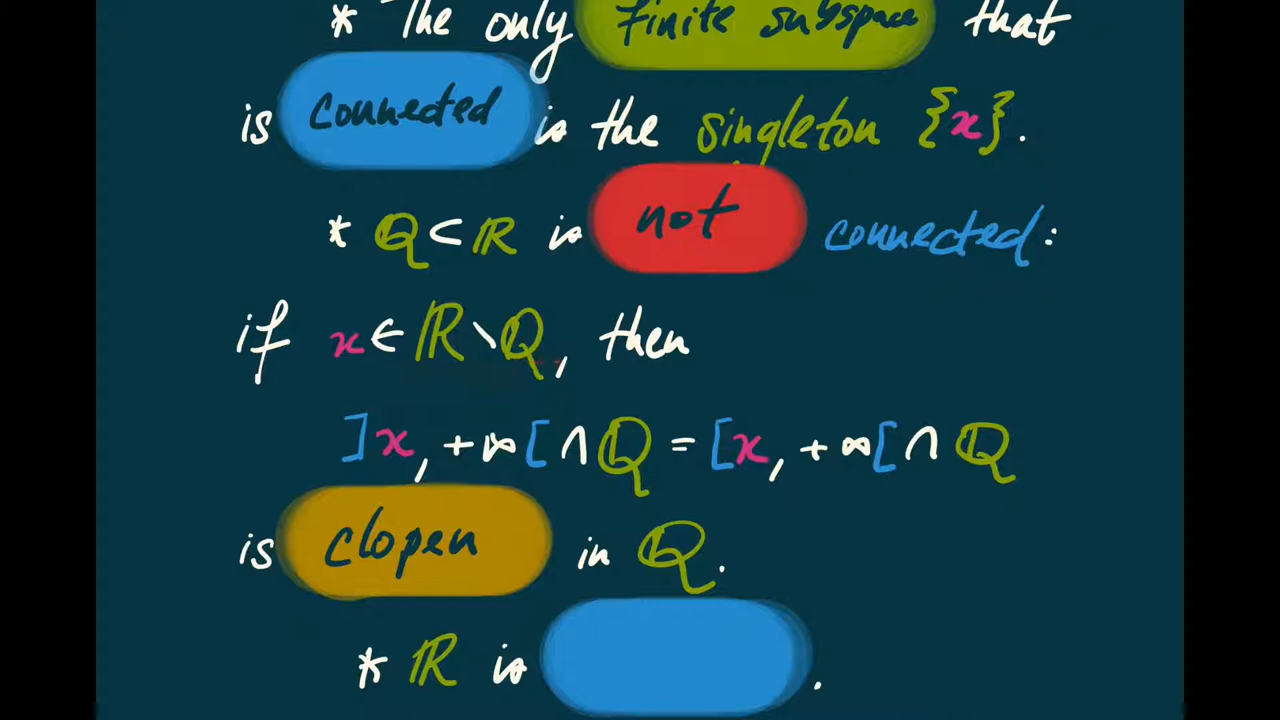 * The only finite subspace that
is connected is the singleton {x}.
* ℚ ⊂ ℝ is not connected:
if x ∈ ℝ \ ℚ, then
]x, +∞[ ∩ ℚ = [x, +∞[ ∩ ℚ
is clopen in ℚ.
* ℝ is .